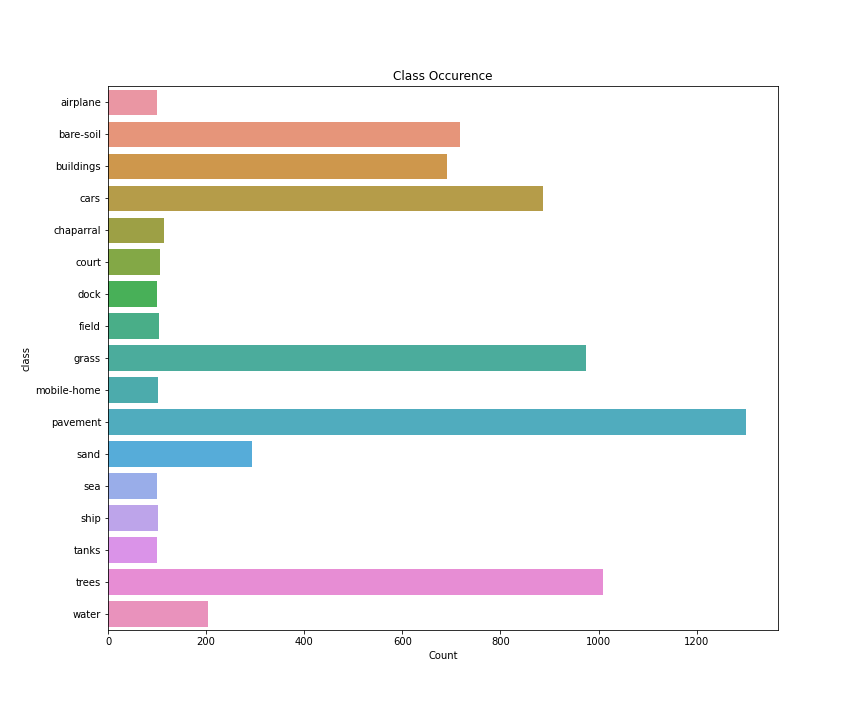 Class Occurence
class
airplane
bare-soil
buildings
cars
chaparral
court
dock
field
grass
mobile-home
pavement
sand
sea
ship
tanks
trees
water
0 200 400 600 800 1000 1200
Count